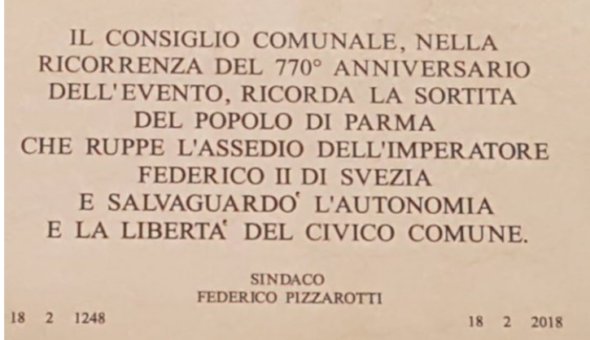 IL CONSIGLIO COMUNALE, NELLA
RICORRENZA DEL 770° ANNIVERSARIO
DELL'EVENTO, RICORDA LA SORTITA
DEL POPOLO DI PARMA
CHE RUPPE L'ASSEDIO DELL'IMPERATORE
FEDERICO II DI SVEZIA
E SALVAGUARDO' L'AUTONOMIA
E LA LIBERTA' DEL CIVICO COMUNE.
SINDACO
FEDERICO PIZZAROTTI
18 2 1248
18 2 2018